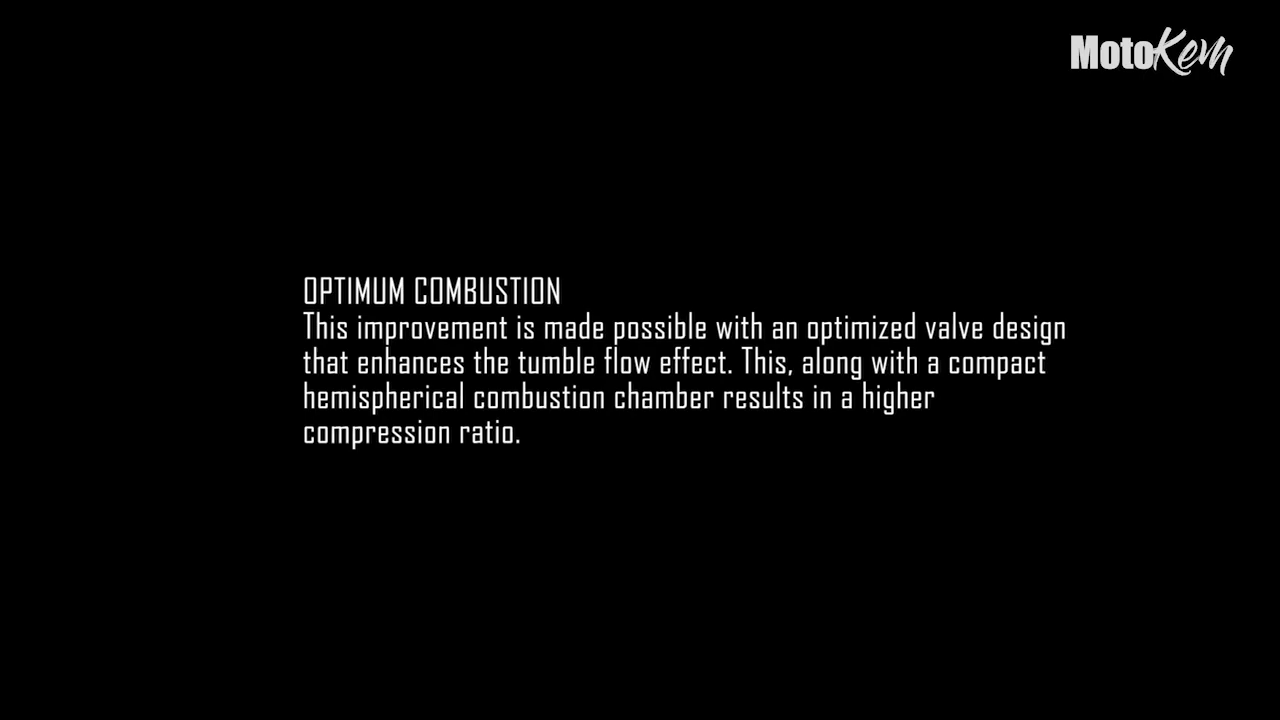 MotoKem
OPTIMUM COMBUSTION
This improvement is made possible with an optimized valve design
that enhances the tumble flow effect. This, along with a compact
hemispherical combustion chamber results in a higher
compression ratio.